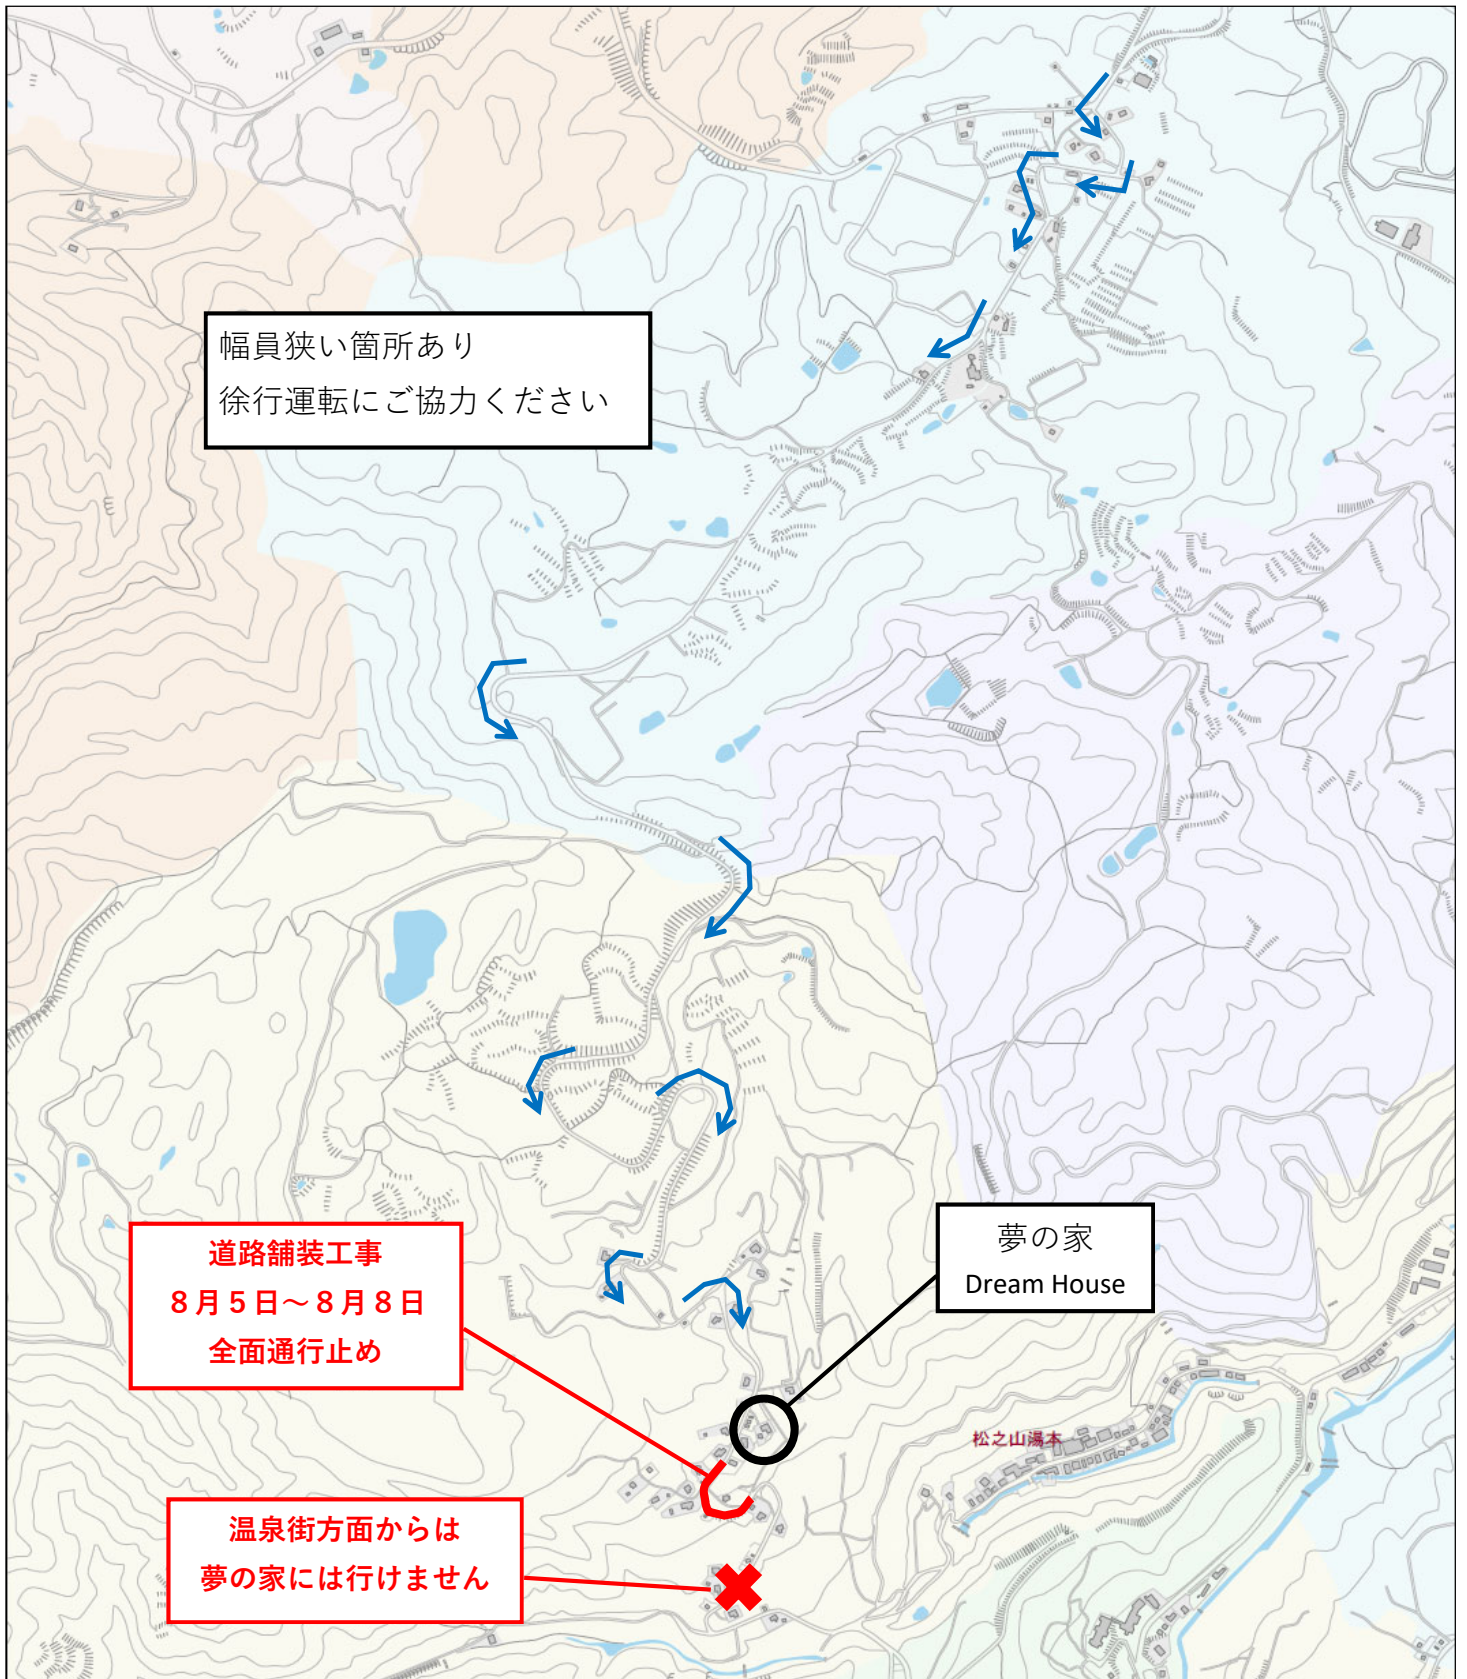 幅員狭い箇所あり
徐行運転にご協力ください
夢の家
Dream House
道路舗装工事
８月５日～８月８日
全面通行止め
松之山湯本
温泉街方面からは
夢の家には行けません